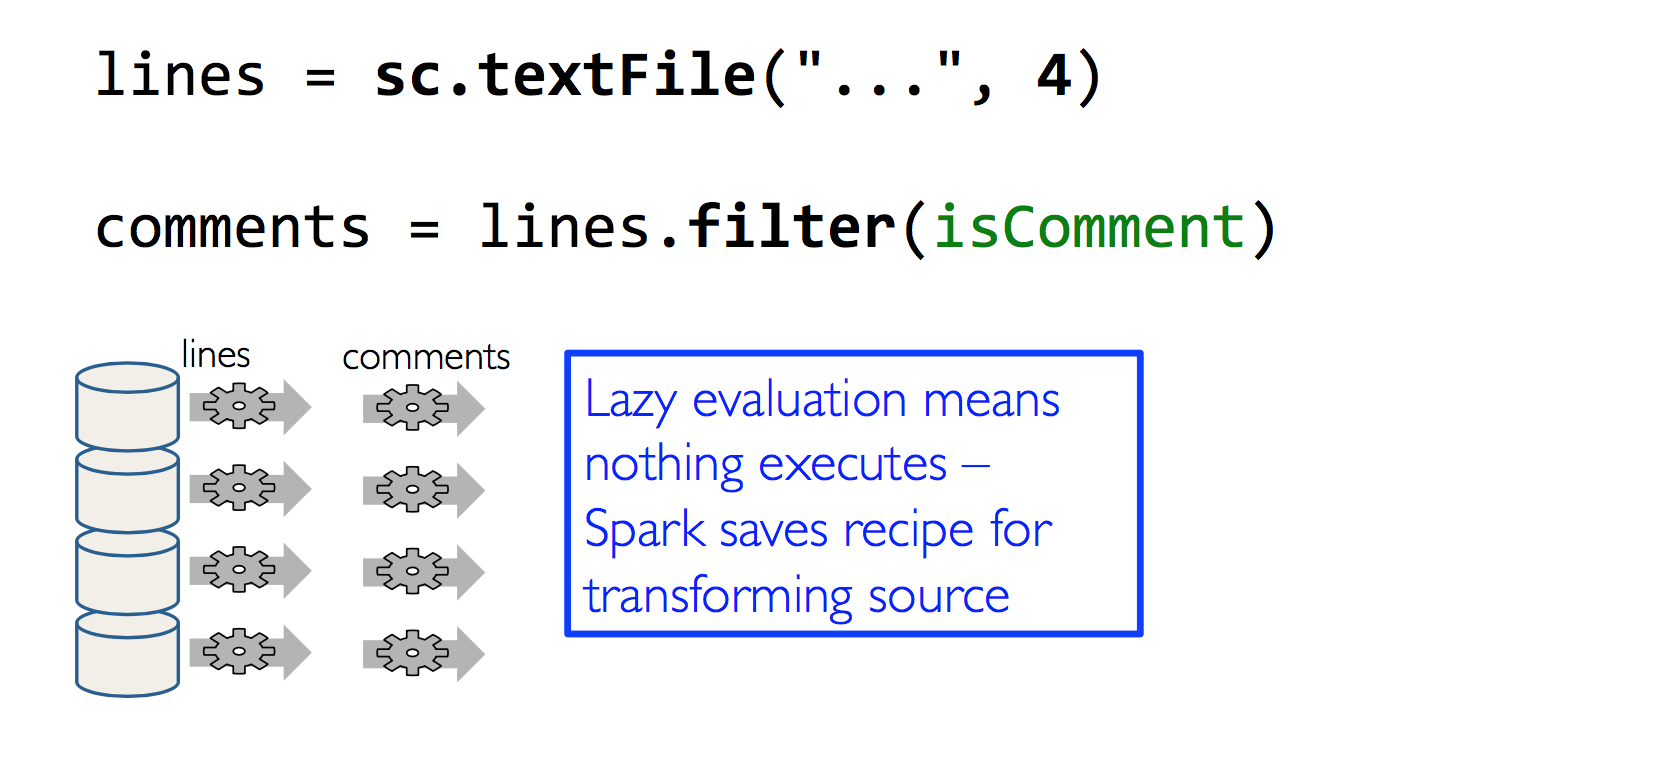 lines = sc.textFile("...", 4)
comments = lines.filter(isComment)
lines
comments
Lazy evaluation means
nothing executes –
Spark saves recipe for
transforming source